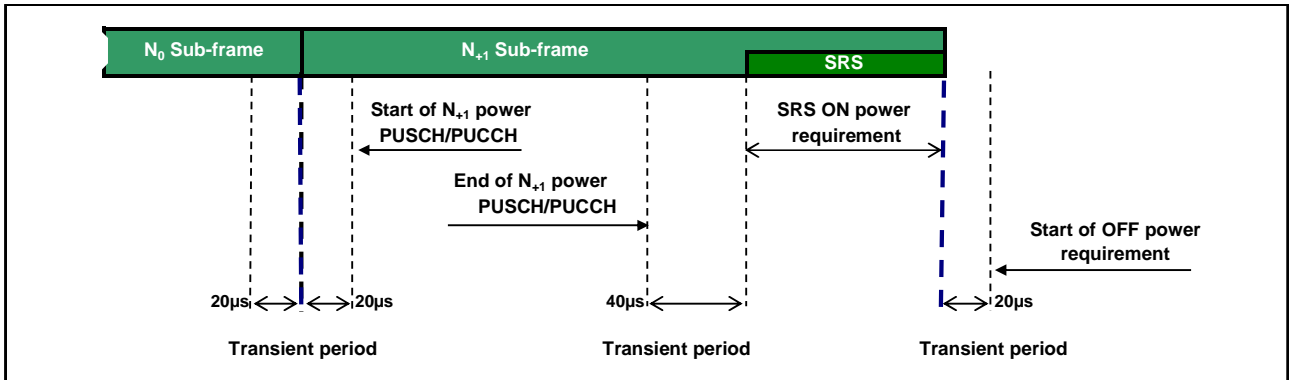 N₀ Sub-frame
N₊₁ Sub-frame
SRS
Start of N₊₁ power
PUSCH/PUCCH
SRS ON power
requirement
End of N₊₁ power
PUSCH/PUCCH
Start of OFF power
requirement
20µs
20µs
40µs
20µs
Transient period
Transient period
Transient period